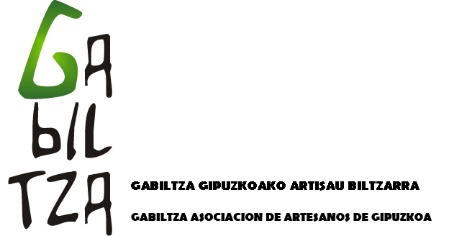 GA
bIL
TZA
GABILTZA GIPUZKOAKO ARTISAU BILTZARRA
GABILTZA ASOCIACION DE ARTESANOS DE GIPUZKOA